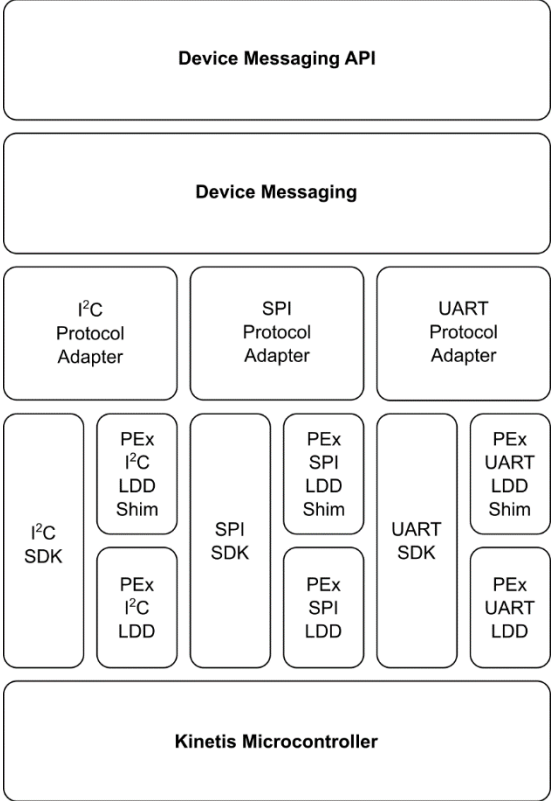 Device Messaging API
Device Messaging
I²C
Protocol
Adapter
SPI
Protocol
Adapter
UART
Protocol
Adapter
I²C
SDK
PEx
I²C
LDD
Shim
PEx
I²C
LDD
SPI
SDK
PEx
SPI
LDD
Shim
PEx
SPI
LDD
UART
SDK
PEx
UART
LDD
Shim
PEx
UART
LDD
Kinetis Microcontroller